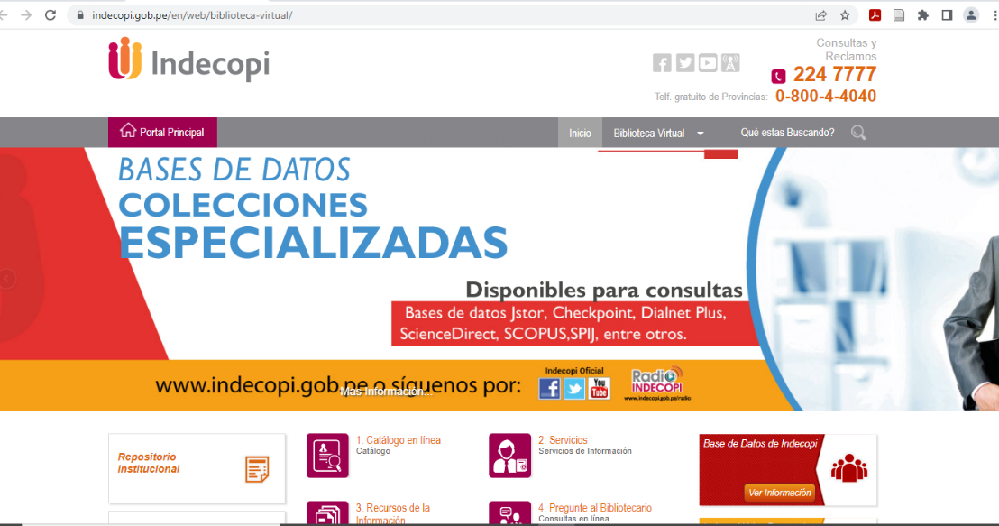 indecopi.gob.pe/en/web/biblioteca-virtual/
Indecopi
Consultas y
Reclamos
224 7777
Telf. gratuito de Provincias: 0-800-4-4040
Portal Principal
Inicio
Biblioteca Virtual
Qué estas Buscando?
BASES DE DATOS
COLECCIONES
ESPECIALIZADAS
Disponibles para consultas
Bases de datos Jstor, Checkpoint, Dialnet Plus,
ScienceDirect, SCOPUS,SPIJ, entre otros.
www.indecopi.gob.pe o síguenos por:
Mas Información...
Indecopi Oficial
You
Tube
Radio
INDECOPI
www.indecopi.gob.pe/radio
Repositorio
Institucional
1. Catálogo en línea
Catálogo
2. Servicios
Servicios de Información
Base de Datos de Indecopi
Ver Información
3. Recursos de la
Información
4. Pregunte al Bibliotecario
Consultas en línea